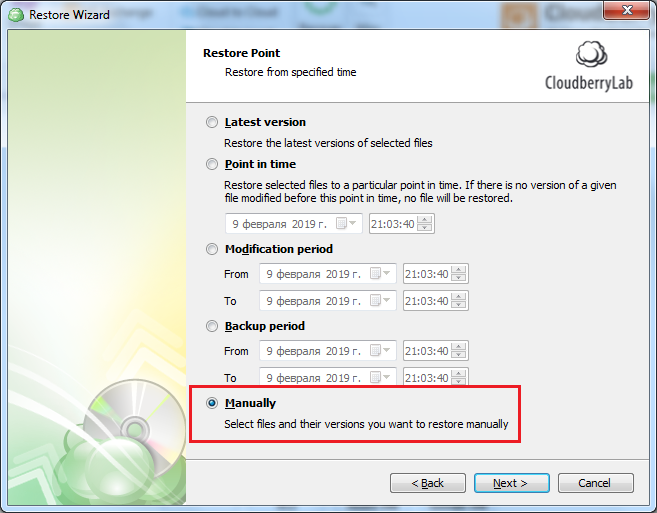 Restore Wizard
Restore Point
Restore from specified time
CloudberryLab
Latest version
Restore the latest versions of selected files
Point in time
Restore selected files to a particular point in time. If there is no version of a given
file modified before this point in time, no file will be restored.
9 февраля 2019 г. 21:03:40
Modification period
From 9 февраля 2019 г. 21:03:40
To 9 февраля 2019 г. 21:03:40
Backup period
From 9 февраля 2019 г. 21:03:40
To 9 февраля 2019 г. 21:03:40
Manually
Select files and their versions you want to restore manually
< Back Next > Cancel